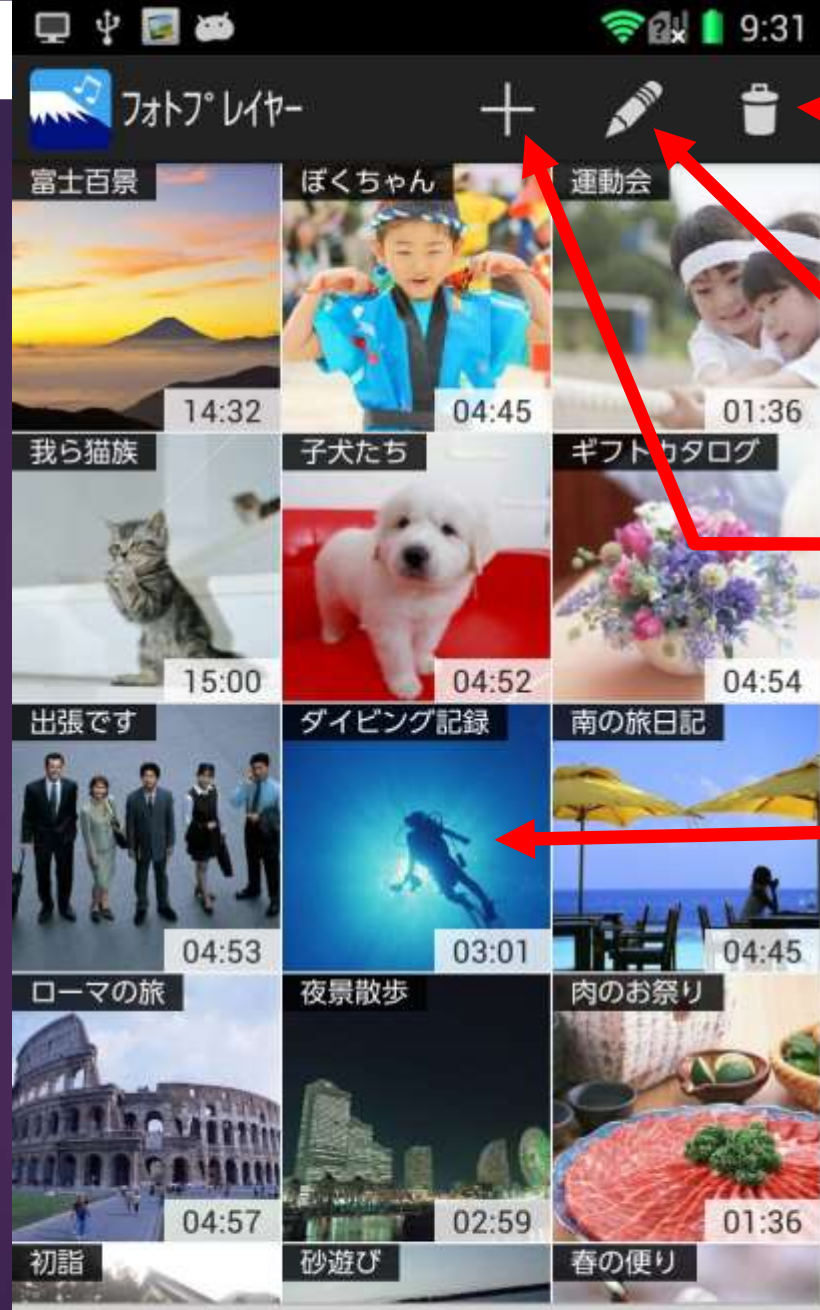 9:31
フォトプレイヤー
富士百景
ぼくちゃん
運動会
14:32
04:45
01:36
我ら猫族
子犬たち
ギフトカタログ
15:00
04:52
04:54
出張です
ダイビング記録
南の旅日記
04:53
03:01
04:45
ローマの旅
夜景散歩
肉のお祭り
04:57
02:59
01:36
初詣
砂遊び
春の便り